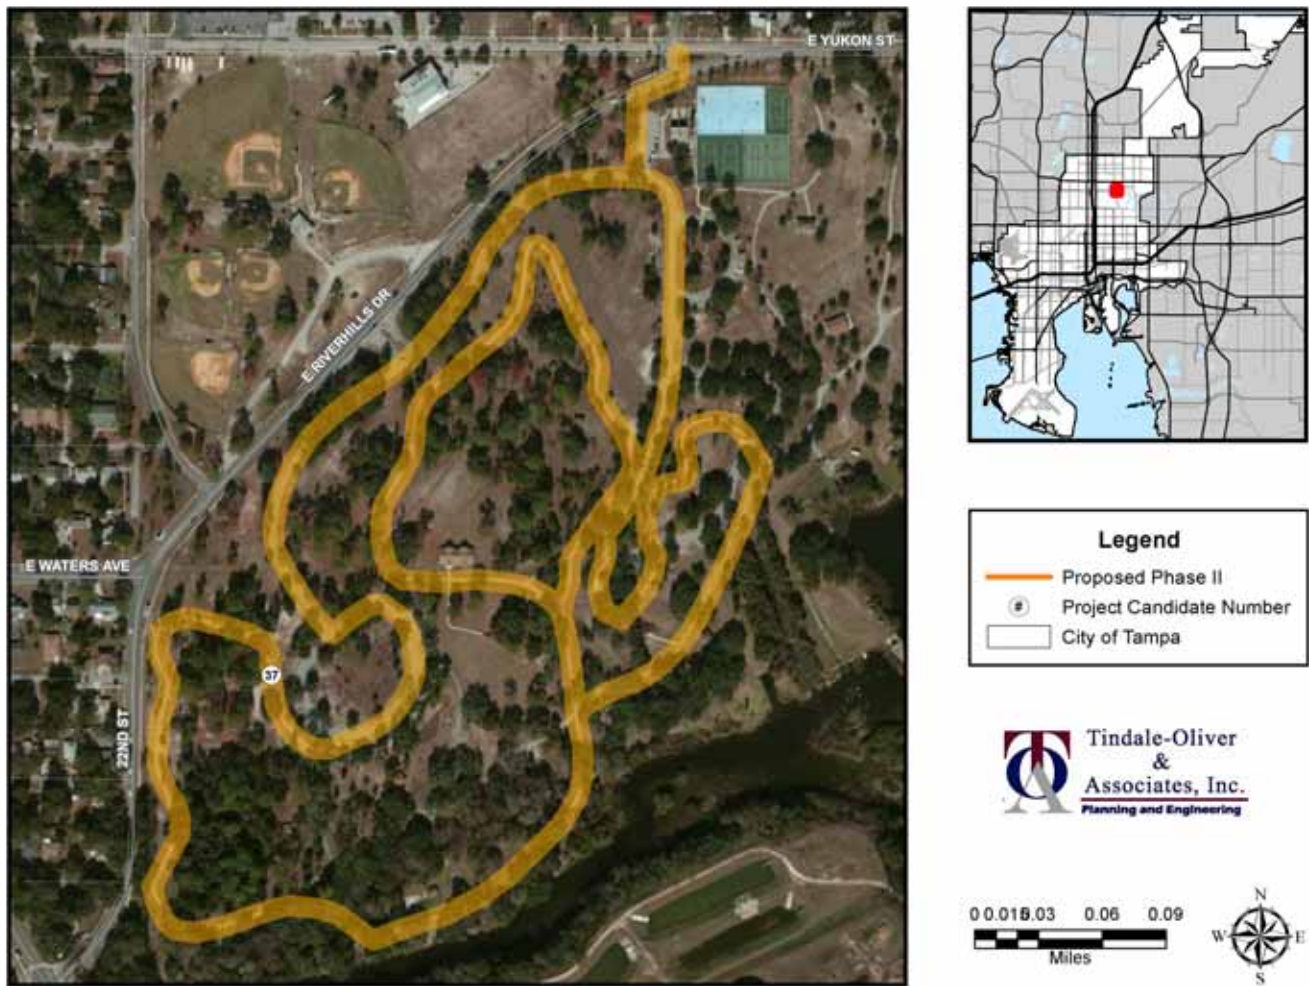 E YUKON ST
E RIVERHILLS DR
E WATERS AVE
37
22ND ST
Legend
Proposed Phase II
# Project Candidate Number
City of Tampa
TOA
Tindale-Oliver
&
Associates, Inc.
Planning and Engineering
0 0.015 0.03 0.06 0.09
Miles
N
W E
S